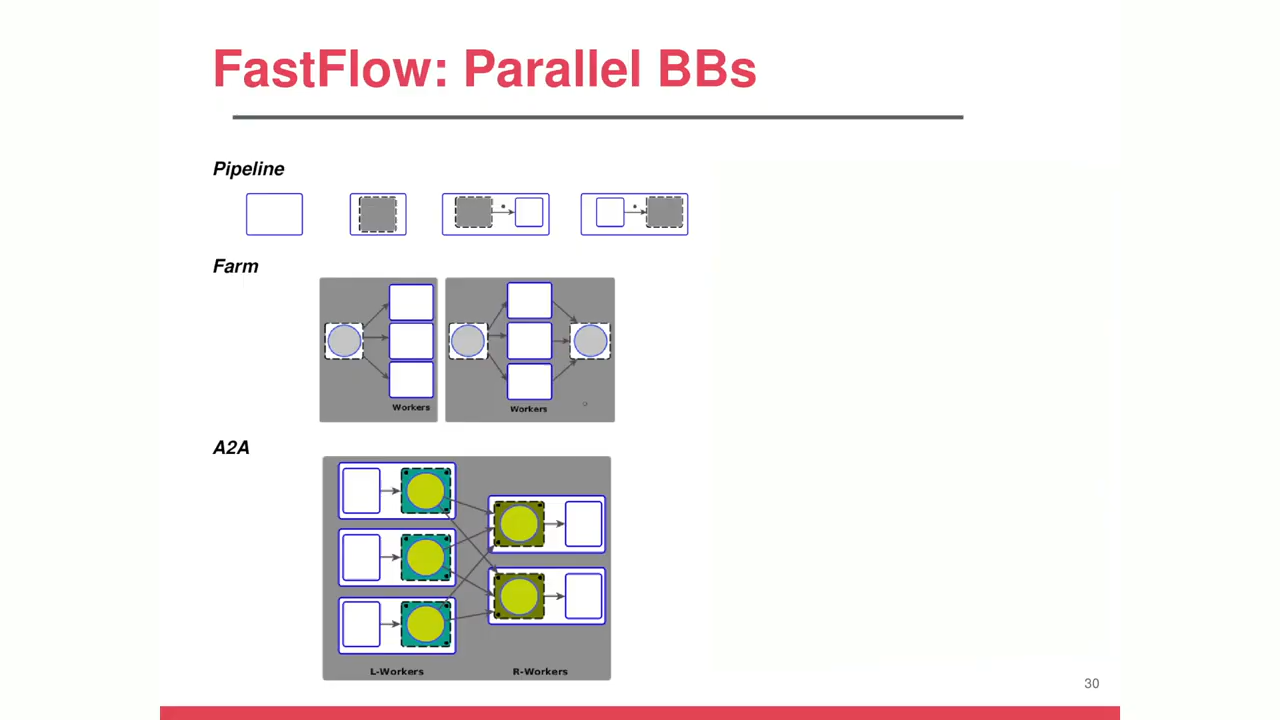 FastFlow: Parallel BBs
Pipeline
Farm
Workers
Workers
A2A
L-Workers
R-Workers
30